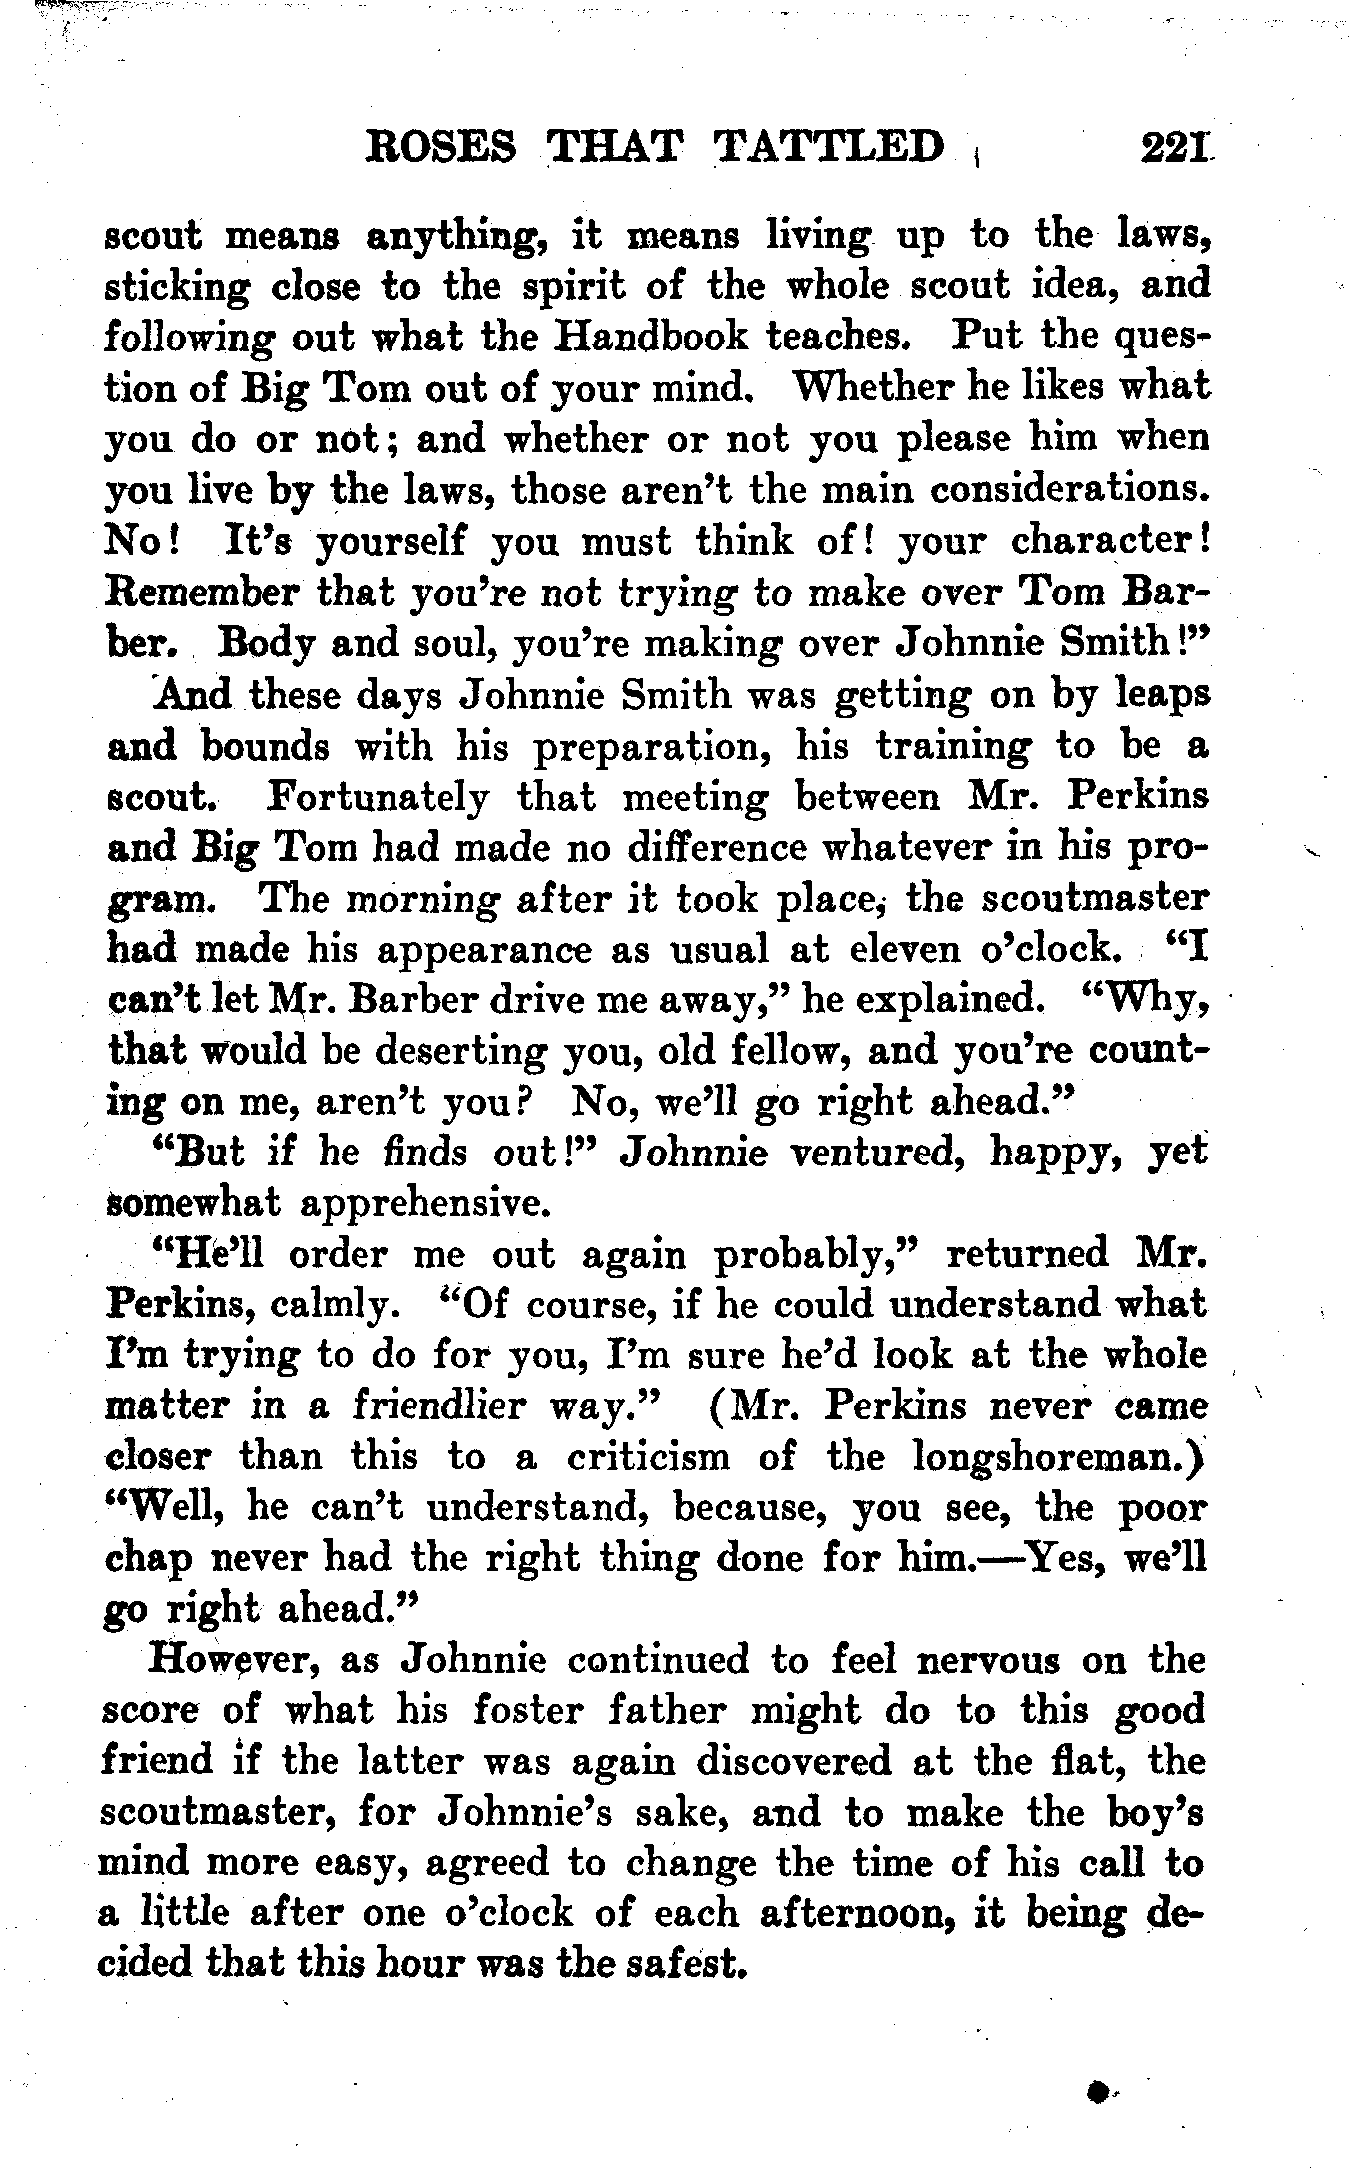 ROSES THAT TATTLED 221
scout means anything, it means living up to the laws,
sticking close to the spirit of the whole scout idea, and
following out what the Handbook teaches. Put the ques-
tion of Big Tom out of your mind. Whether he likes what
you do or not; and whether or not you please him when
you live by the laws, those aren't the main considerations.
No! It's yourself you must think of! your character!
Remember that you're not trying to make over Tom Bar-
ber. Body and soul, you're making over Johnnie Smith!"
And these days Johnnie Smith was getting on by leaps
and bounds with his preparation, his training to be a
scout. Fortunately that meeting between Mr. Perkins
and Big Tom had made no difference whatever in his pro-
gram. The morning after it took place, the scoutmaster
had made his appearance as usual at eleven o'clock. "I
can't let Mr. Barber drive me away," he explained. "Why,
that would be deserting you, old fellow, and you're count-
ing on me, aren't you? No, we'll go right ahead."
"But if he finds out!" Johnnie ventured, happy, yet
somewhat apprehensive.
"He'll order me out again probably," returned Mr.
Perkins, calmly. "Of course, if he could understand what
I'm trying to do for you, I'm sure he'd look at the whole
matter in a friendlier way." (Mr. Perkins never came
closer than this to a criticism of the longshoreman.)
"Well, he can't understand, because, you see, the poor
chap never had the right thing done for him.—Yes, we'll
go right ahead."
However, as Johnnie continued to feel nervous on the
score of what his foster father might do to this good
friend if the latter was again discovered at the flat, the
scoutmaster, for Johnnie's sake, and to make the boy's
mind more easy, agreed to change the time of his call to
a little after one o'clock of each afternoon, it being de-
cided that this hour was the safest.